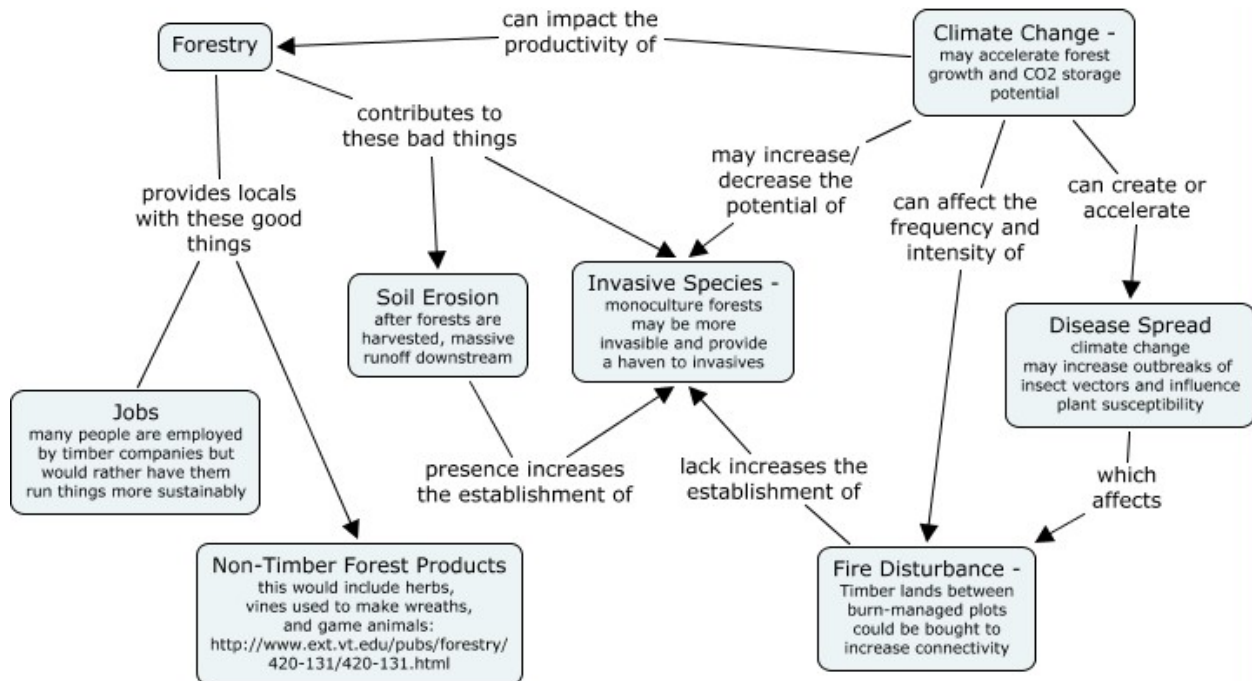 Forestry
can impact the
productivity of
Climate Change -
may accelerate forest
growth and CO2 storage
potential
contributes to
these bad things
may increase/
decrease the
potential of
can affect the
frequency and
intensity of
can create or
accelerate
provides locals
with these good
things
Soil Erosion
after forests are
harvested, massive
runoff downstream
Invasive Species -
monoculture forests
may be more
invasible and provide
a haven to invasives
Disease Spread
climate change
may increase outbreaks of
insect vectors and influence
plant susceptibility
Jobs
many people are employed
by timber companies but
would rather have them
run things more sustainably
presence increases
the establishment of
lack increases the
establishment of
which
affects
Non-Timber Forest Products
this would include herbs,
vines used to make wreaths,
and game animals:
http://www.ext.vt.edu/pubs/forestry/
420-131/420-131.html
Fire Disturbance -
Timber lands between
burn-managed plots
could be bought to
increase connectivity